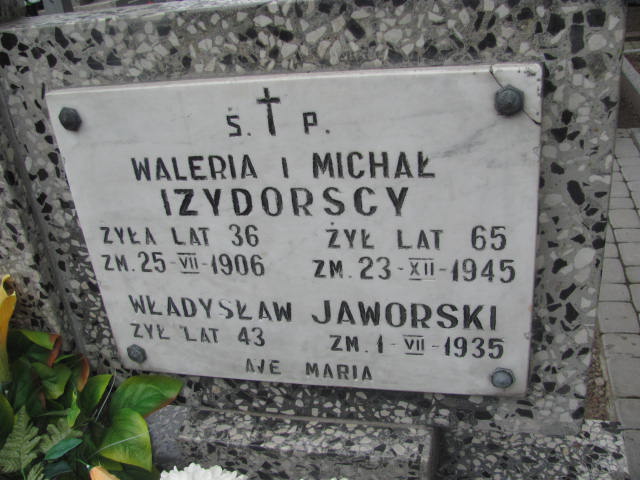 Ś. P.
WALERIA I MICHAŁ
IZYDORSCY
ŻYŁA LAT 36 ŻYŁ LAT 65
ZM. 25-VII-1906 ZM. 23-XII-1945
WŁADYSŁAW JAWORSKI
ŻYŁ LAT 43 ZM. 1-VII-1935
AVE MARIA